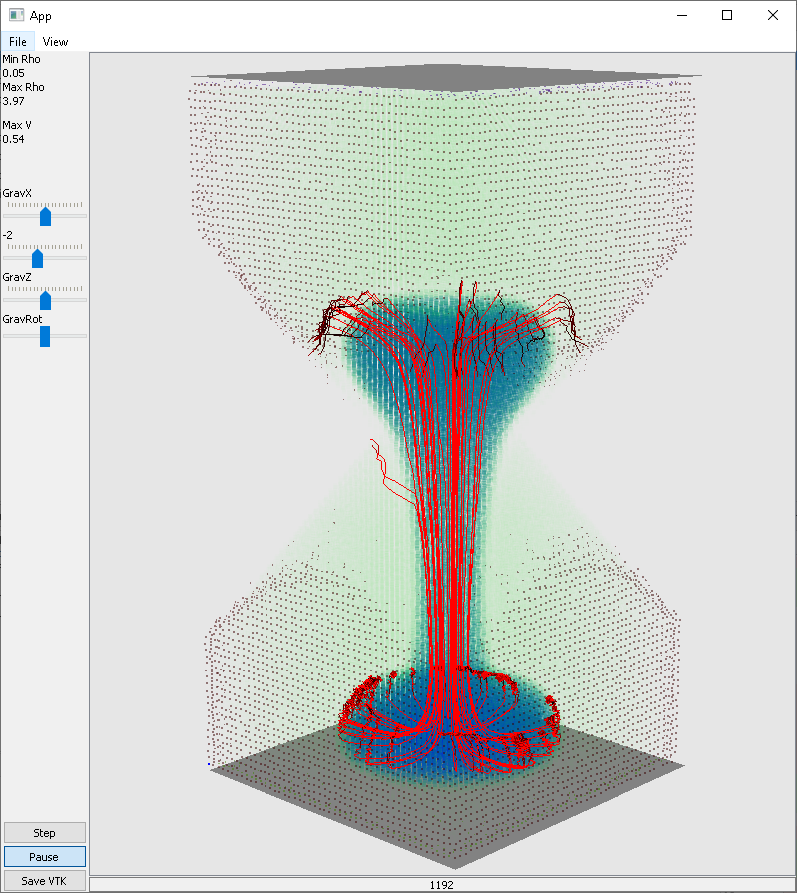 App
File View
Min Rho
0.05
Max Rho
3.97
Max V
0.54
GravX
-2
GravZ
GravRot
Step
Pause
Save VTK
1192